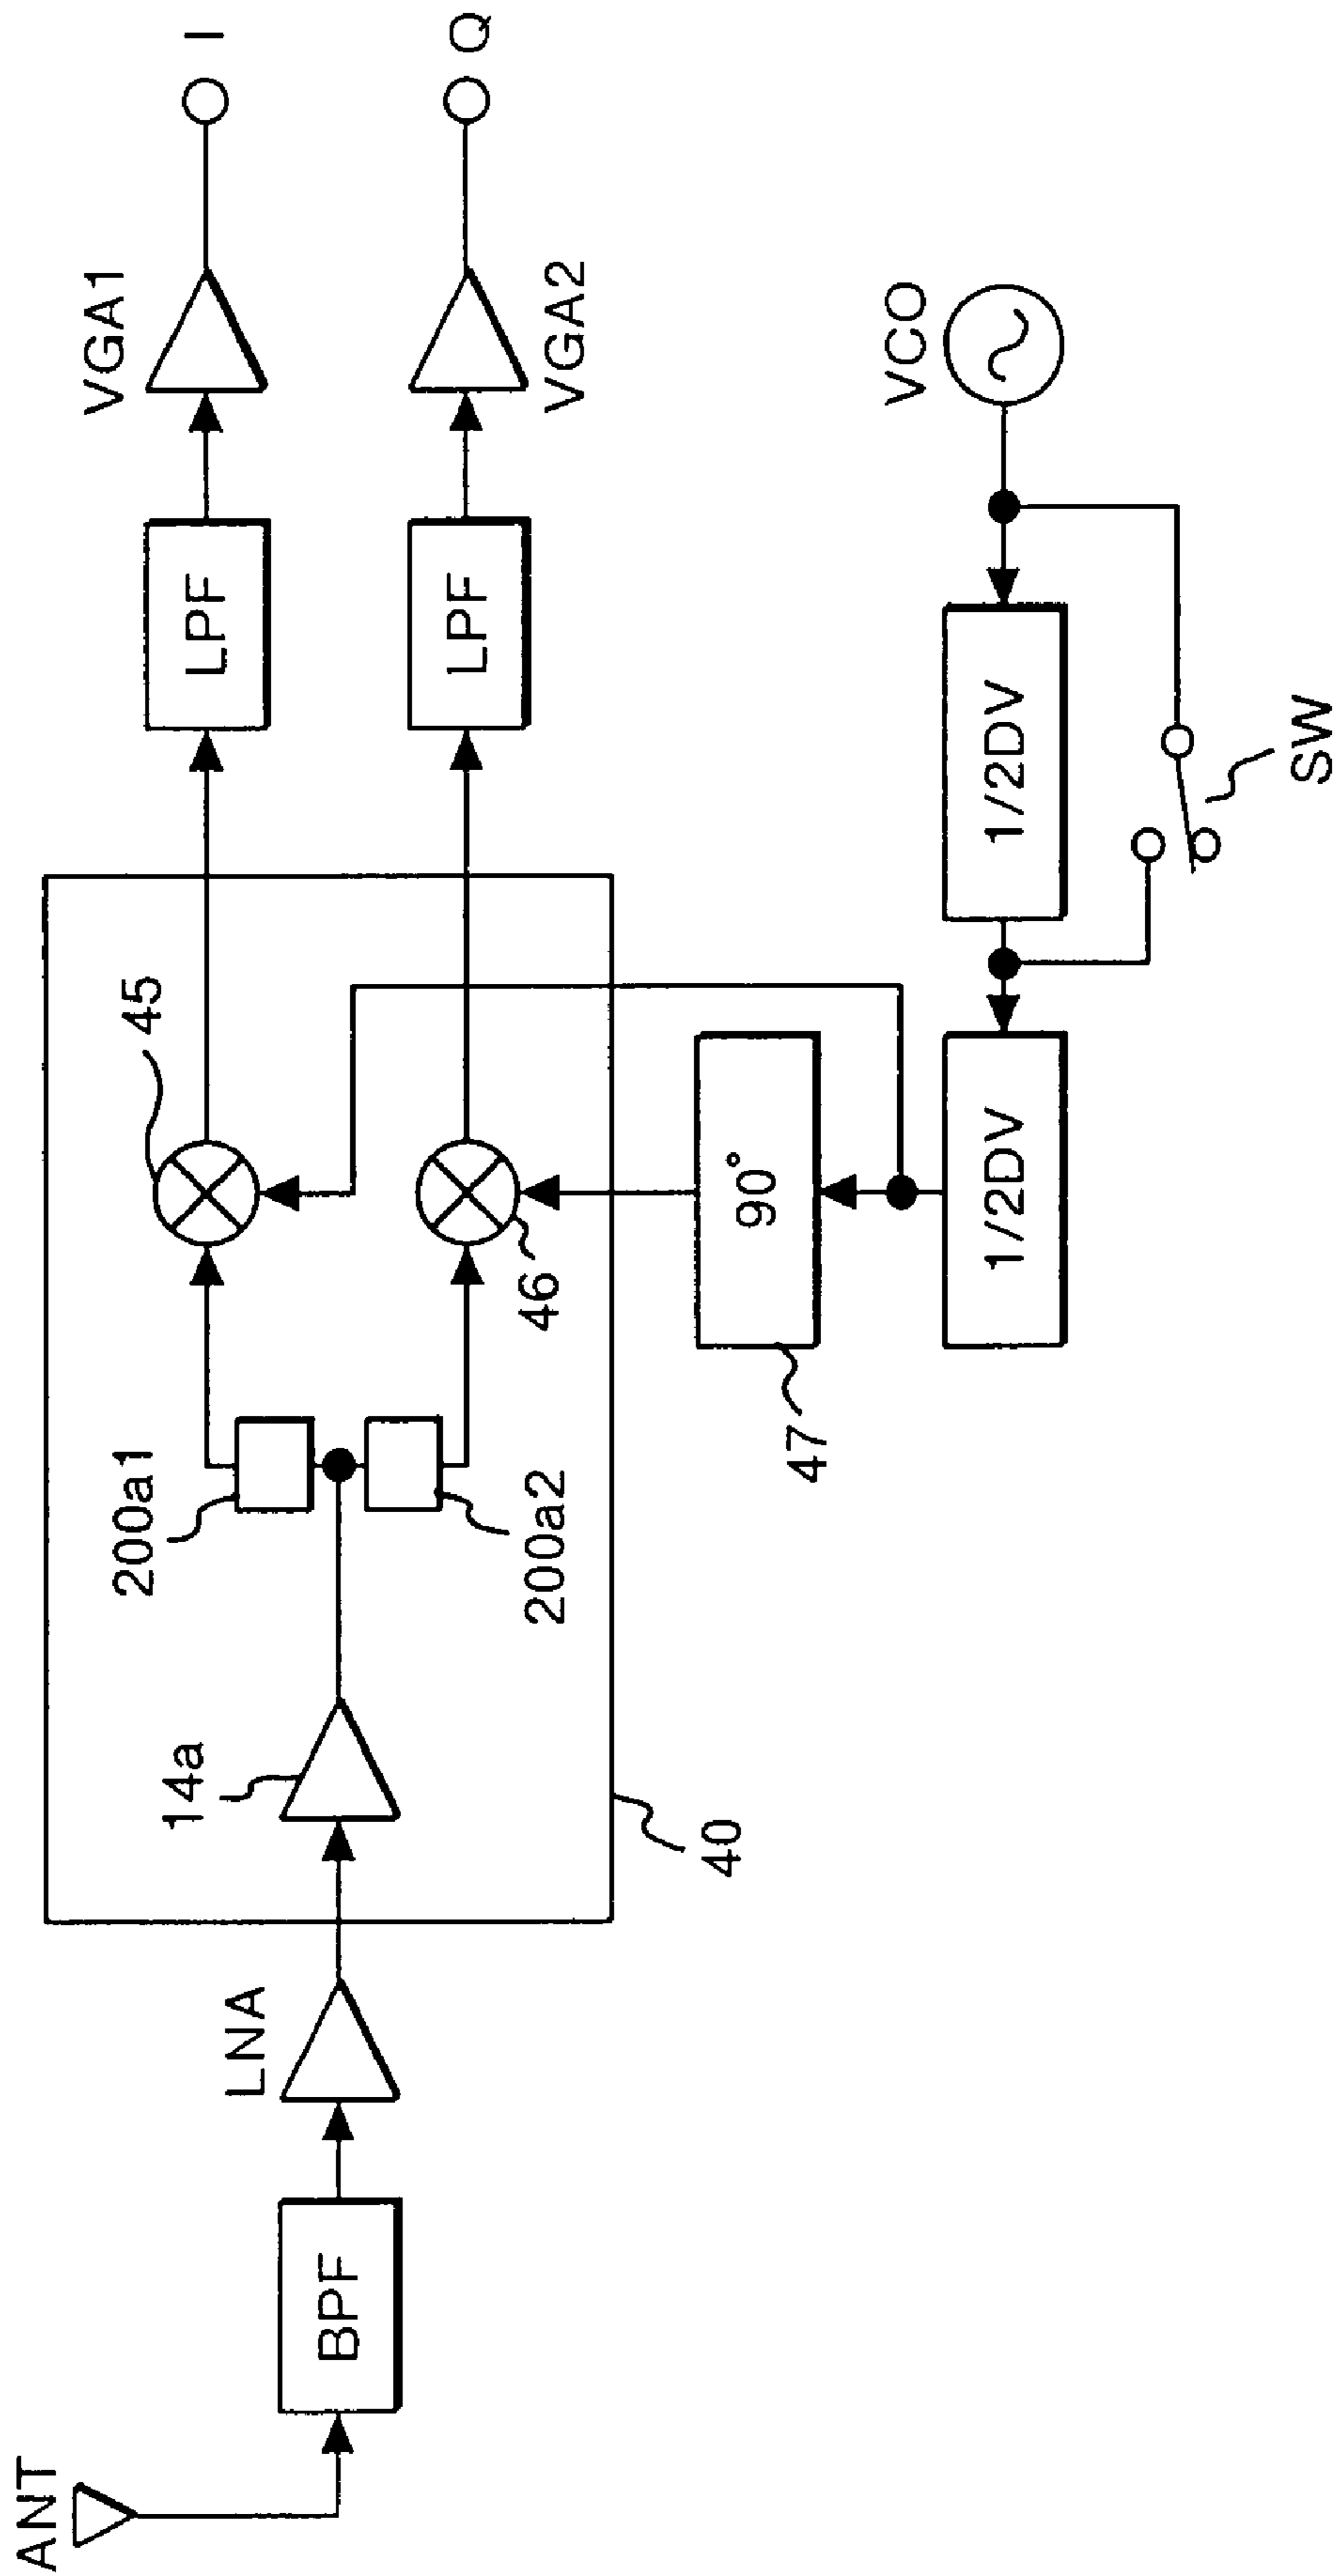 ANT
BPF
LNA
14a
40
200a1
200a2
45
46
LPF
LPF
VGA1
VGA2
I
Q
47
90°
1/2DV
1/2DV
VCO
SW